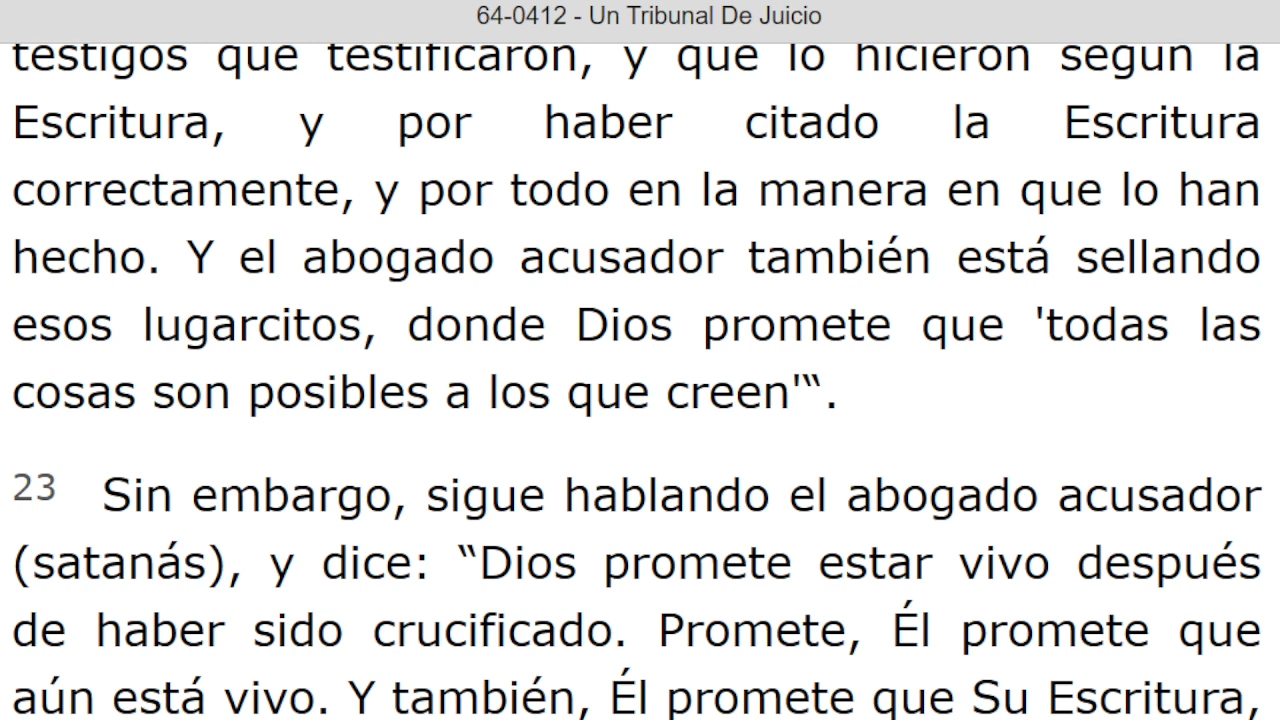 64-0412 - Un Tribunal De Juicio
testigos que testificaron, y que lo hicieron según la
Escritura, y por haber citado la Escritura
correctamente, y por todo en la manera en que lo han
hecho. Y el abogado acusador también está sellando
esos lugarcitos, donde Dios promete que 'todas las
cosas son posibles a los que creen'“.
23 Sin embargo, sigue hablando el abogado acusador
(satanás), y dice: “Dios promete estar vivo después
de haber sido crucificado. Promete, Él promete que
aún está vivo. Y también, Él promete que Su Escritura,